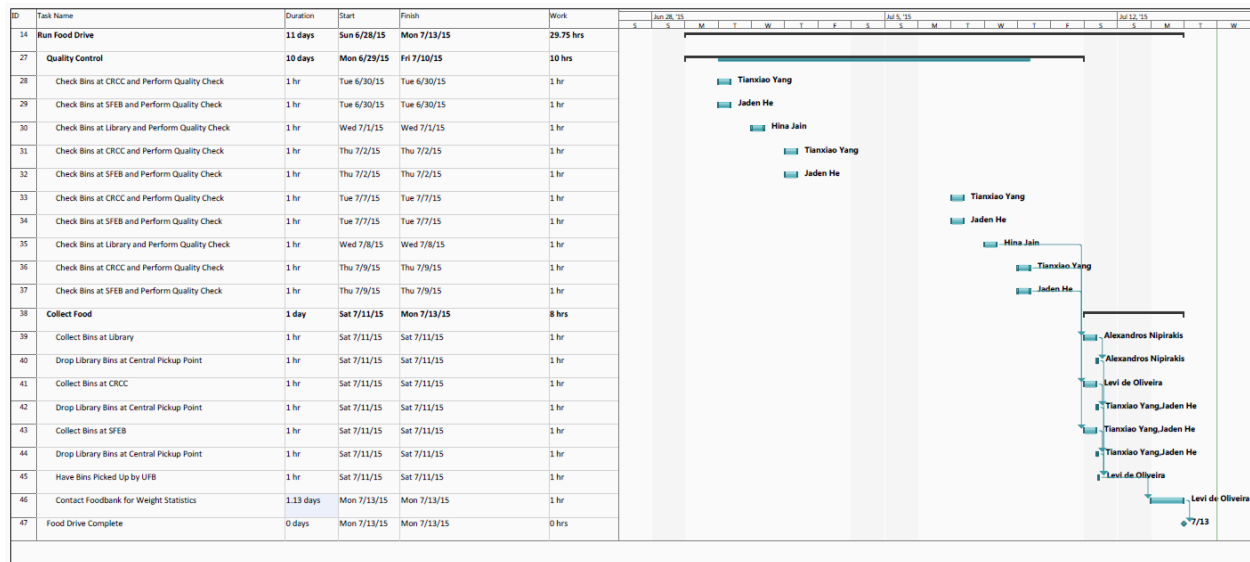 ID Task Name Duration Start Finish Work Jun 28, '15 Jul 5, '15 Jul 12, '15
S S M T W T F S S M T W T F S S M T W
14 Run Food Drive 11 days Sun 6/28/15 Mon 7/13/15 29.75 hrs
27 Quality Control 10 days Mon 6/29/15 Fri 7/10/15 10 hrs
28 Check Bins at CRCC and Perform Quality Check 1 hr Tue 6/30/15 Tue 6/30/15 1 hr Tianxiao Yang
29 Check Bins at SFEB and Perform Quality Check 1 hr Tue 6/30/15 Tue 6/30/15 1 hr Jaden He
30 Check Bins at Library and Perform Quality Check 1 hr Wed 7/1/15 Wed 7/1/15 1 hr Hina Jain
31 Check Bins at CRCC and Perform Quality Check 1 hr Thu 7/2/15 Thu 7/2/15 1 hr Tianxiao Yang
32 Check Bins at SFEB and Perform Quality Check 1 hr Thu 7/2/15 Thu 7/2/15 1 hr Jaden He
33 Check Bins at CRCC and Perform Quality Check 1 hr Tue 7/7/15 Tue 7/7/15 1 hr Tianxiao Yang
34 Check Bins at SFEB and Perform Quality Check 1 hr Tue 7/7/15 Tue 7/7/15 1 hr Jaden He
35 Check Bins at Library and Perform Quality Check 1 hr Wed 7/8/15 Wed 7/8/15 1 hr Hina Jain
36 Check Bins at CRCC and Perform Quality Check 1 hr Thu 7/9/15 Thu 7/9/15 1 hr Tianxiao Yang
37 Check Bins at SFEB and Perform Quality Check 1 hr Thu 7/9/15 Thu 7/9/15 1 hr Jaden He
38 Collect Food 1 day Sat 7/11/15 Mon 7/13/15 8 hrs
39 Collect Bins at Library 1 hr Sat 7/11/15 Sat 7/11/15 1 hr Alexandros Nipirakis
40 Drop Library Bins at Central Pickup Point 1 hr Sat 7/11/15 Sat 7/11/15 1 hr Alexandros Nipirakis
41 Collect Bins at CRCC 1 hr Sat 7/11/15 Sat 7/11/15 1 hr Levi de Oliveira
42 Drop Library Bins at Central Pickup Point 1 hr Sat 7/11/15 Sat 7/11/15 1 hr Tianxiao Yang,Jaden He
43 Collect Bins at SFEB 1 hr Sat 7/11/15 Sat 7/11/15 1 hr Tianxiao Yang,Jaden He
44 Drop Library Bins at Central Pickup Point 1 hr Sat 7/11/15 Sat 7/11/15 1 hr Tianxiao Yang,Jaden He
45 Have Bins Picked Up by UFB 1 hr Sat 7/11/15 Sat 7/11/15 1 hr Levi de Oliveira
46 Contact Foodbank for Weight Statistics 1.13 days Mon 7/13/15 Mon 7/13/15 1 hr Levi de Oliveira
47 Food Drive Complete 0 days Mon 7/13/15 Mon 7/13/15 0 hrs 7/13